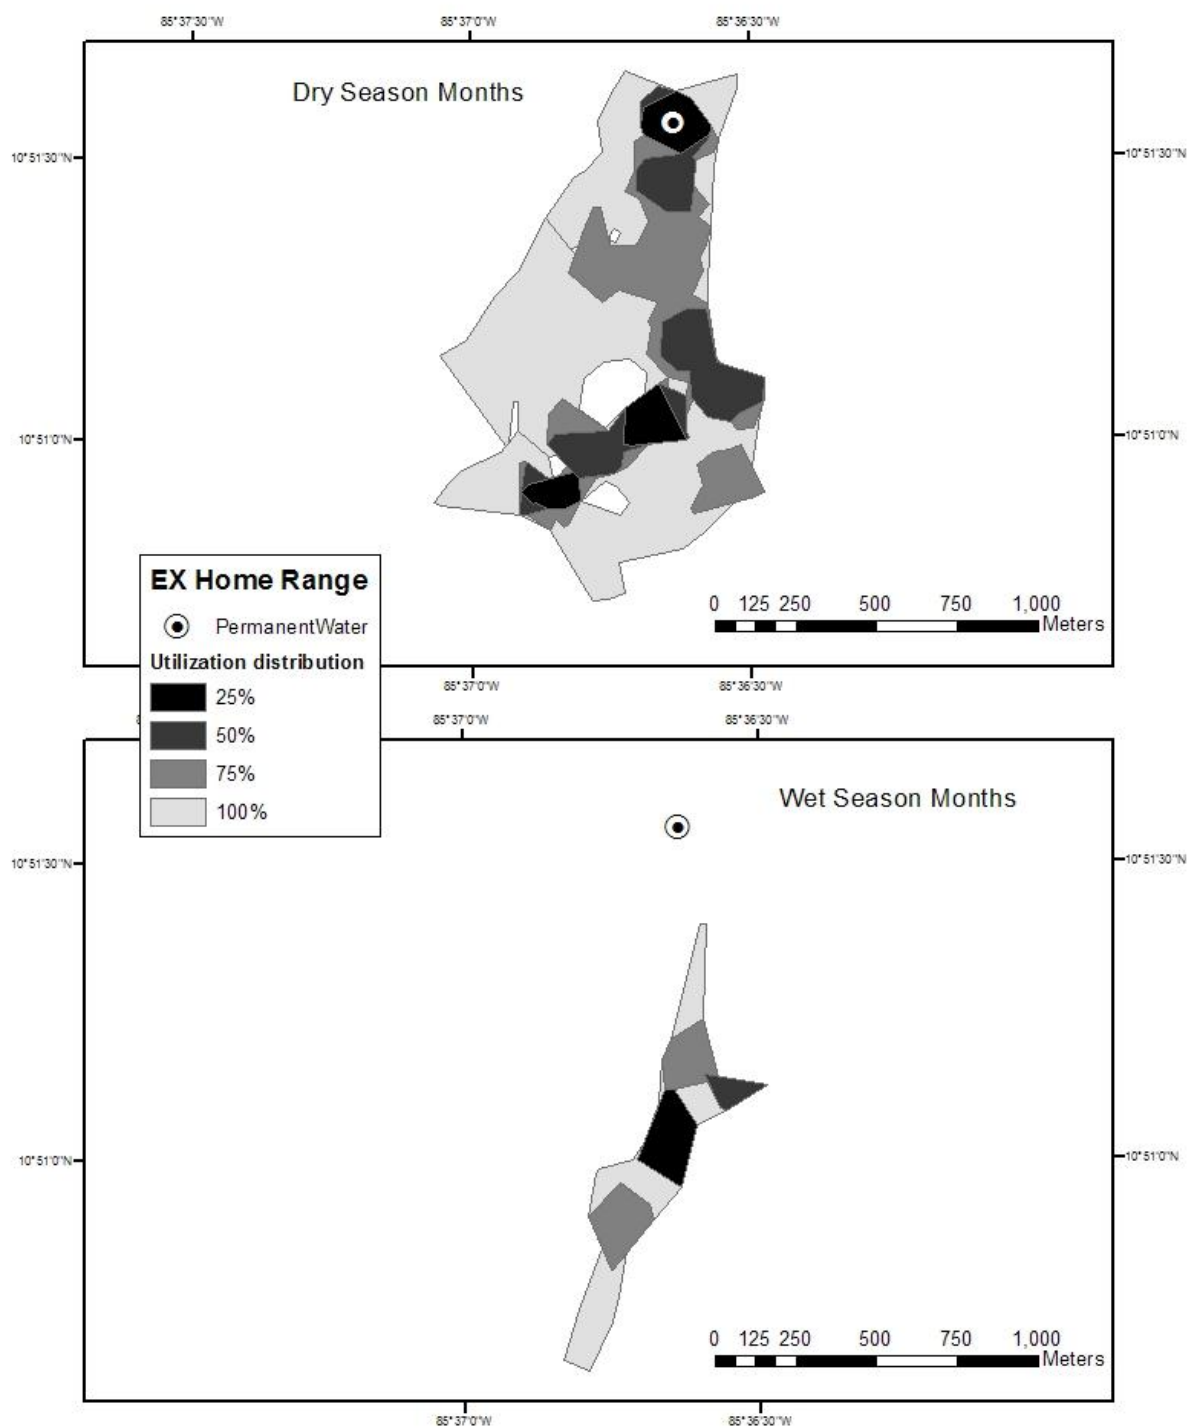 85°37'30"W 85°37'0"W 85°36'30"W
Dry Season Months
10°51'30"N 10°51'30"N
10°51'0"N 10°51'0"N
EX Home Range
PermanentWater
Utilization distribution
25%
50%
75%
100%
0 125 250 500 750 1,000
Meters
85°37'0"W 85°36'30"W
85°37'0"W 85°36'30"W
Wet Season Months
10°51'30"N 10°51'30"N
10°51'0"N 10°51'0"N
0 125 250 500 750 1,000
Meters
85°37'0"W 85°36'30"W